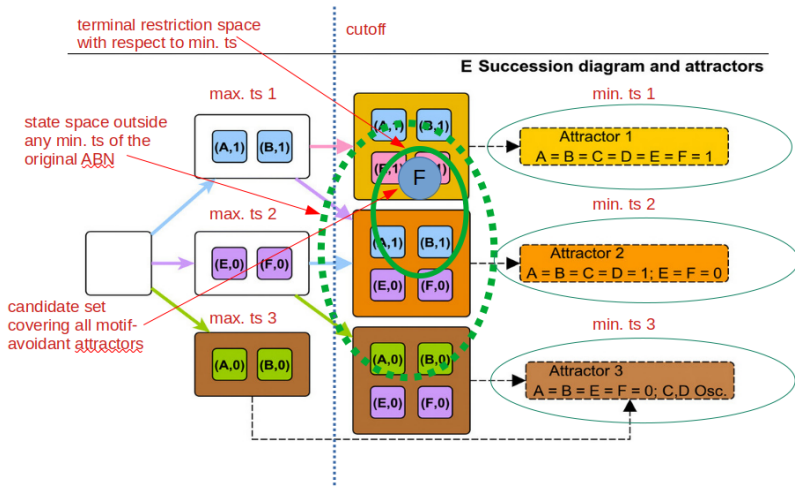 terminal restriction space
with respect to min. ts
cutoff
E Succession diagram and attractors
max. ts 1
min. ts 1
state space outside
any min. ts of the
original ABN
(A,1) (B,1)
(A,1) (B,1)
Attractor 1
A = B = C = D = E = F = 1
F
max. ts 2
min. ts 2
(E,0) (F,0)
(A,1) (B,1)
(E,0) (F,0)
Attractor 2
A = B = C = D = 1; E = F = 0
candidate set
covering all motif-
avoidant attractors
max. ts 3
min. ts 3
(A,0) (B,0)
(A,0) (B,0)
(E,0) (F,0)
Attractor 3
A = B = E = F = 0; C,D Osc.